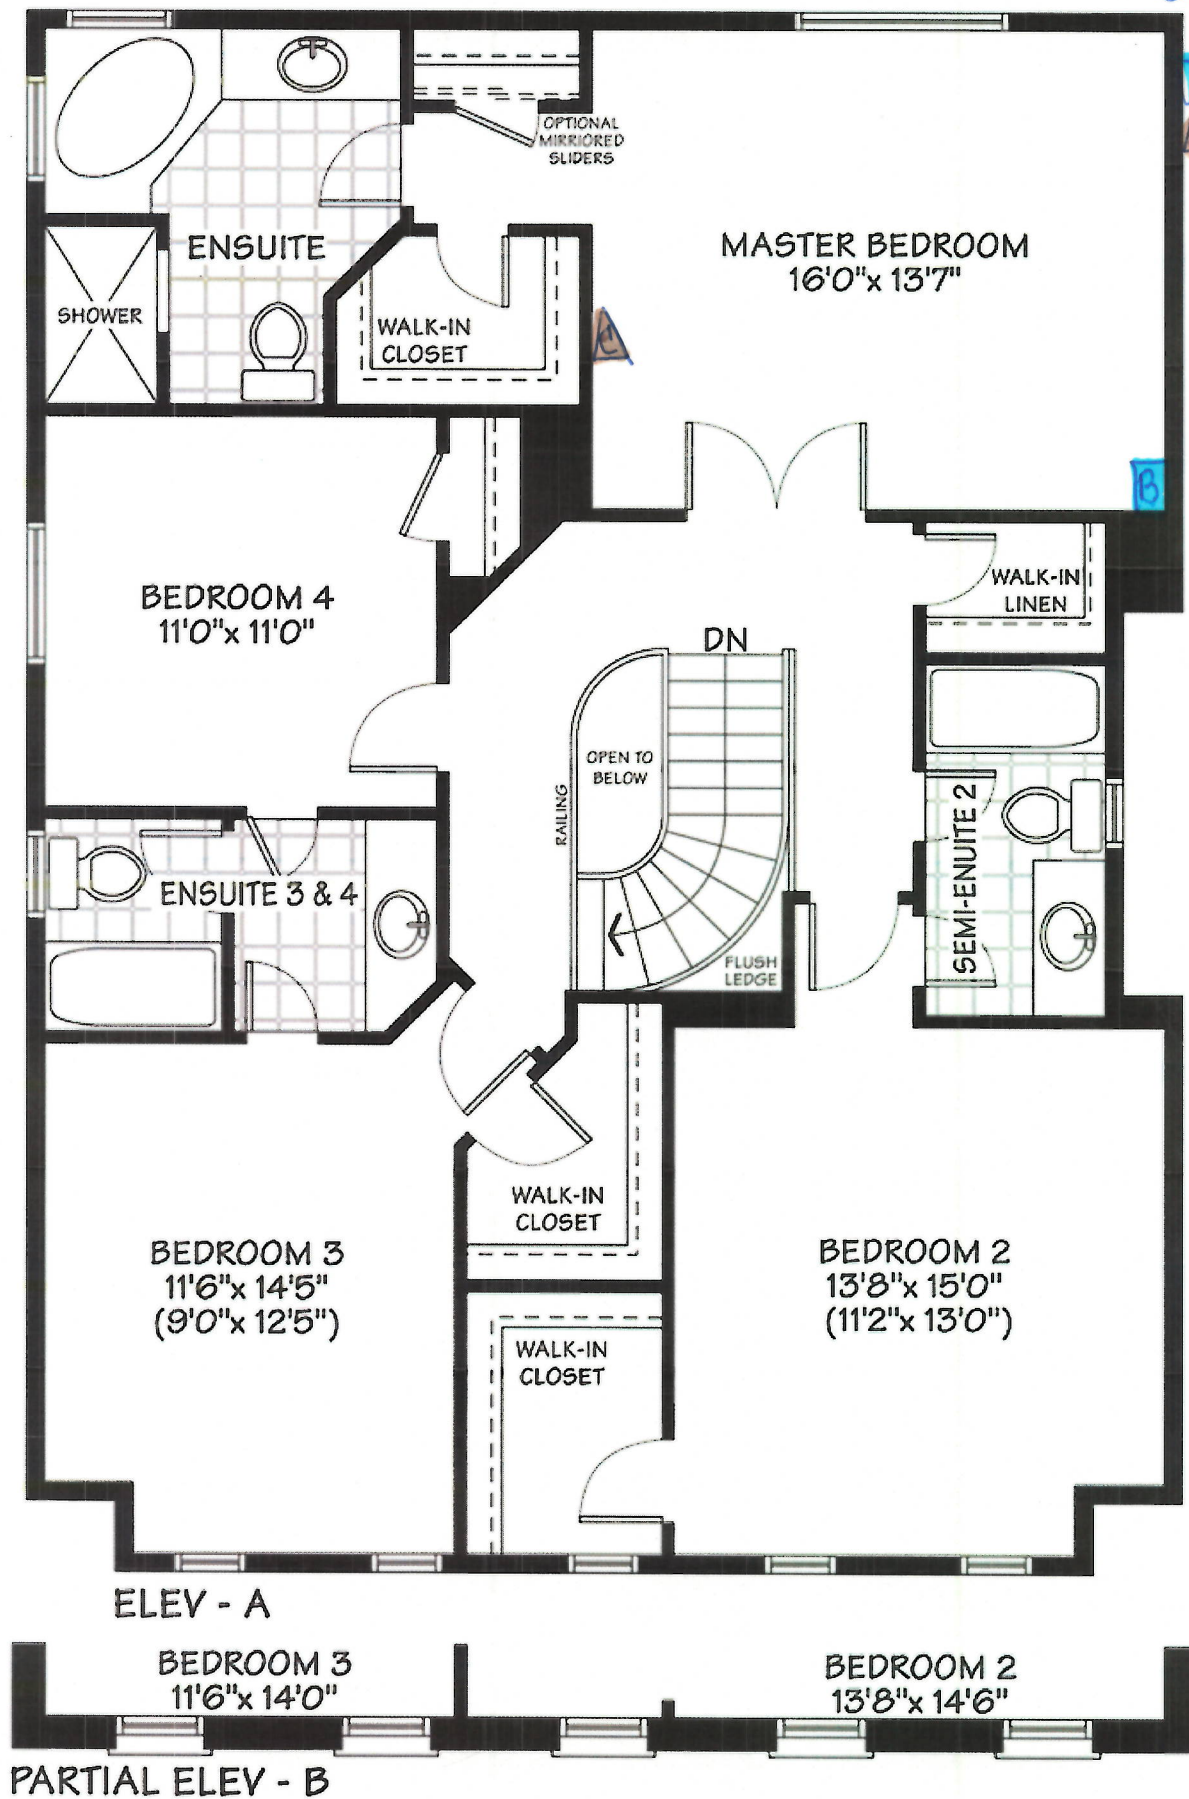 OPTIONAL
MIRRIORED
SLIDERS
ENSUITE
MASTER BEDROOM
16'0"x 13'7"
SHOWER
WALK-IN
CLOSET
C
B
BEDROOM 4
11'0"x 11'0"
WALK-IN
LINEN
DN
OPEN TO
BELOW
RAILING
SEMI-ENUITE 2
ENSUITE 3 & 4
FLUSH
LEDGE
WALK-IN
CLOSET
BEDROOM 3
11'6"x 14'5"
(9'0"x 12'5")
BEDROOM 2
13'8"x 15'0"
(11'2"x 13'0")
WALK-IN
CLOSET
ELEV - A
BEDROOM 3
11'6"x 14'0"
BEDROOM 2
13'8"x 14'6"
PARTIAL ELEV - B